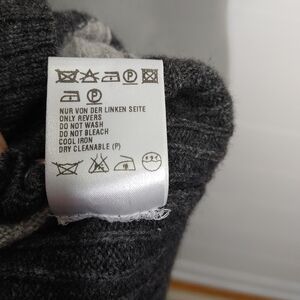 P
P
NUR VON DER LINKEN SEITE
ONLY REVERS
DO NOT WASH
DO NOT BLEACH
COOL IRON
DRY CLEANABLE (P)